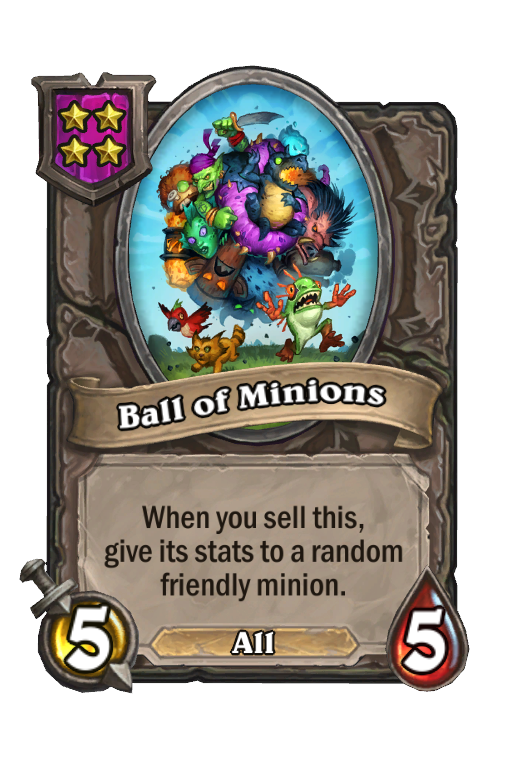 Ball of Minions
When you sell this,
give its stats to a random
friendly minion.
5
All
5